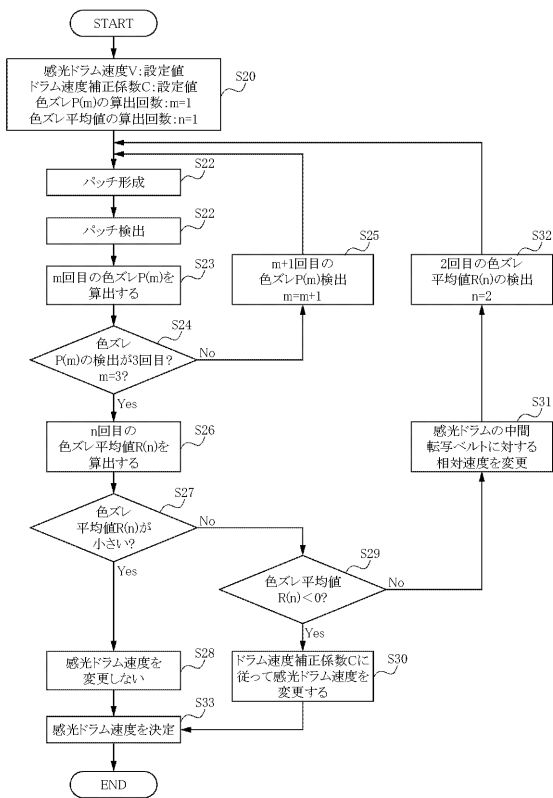 START
感光ドラム速度V:設定値
ドラム速度補正係数C:設定値
色ズレP(m)の算出回数:m=1
色ズレ平均値の算出回数:n=1
S20
パッチ形成
S22
パッチ検出
S22
m回目の色ズレP(m)を
算出する
S23
色ズレ
P(m)の検出が3回目?
m=3?
S24
No
Yes
m+1回目の
色ズレP(m)検出
m=m+1
S25
2回目の色ズレ
平均値R(n)の検出
n=2
S32
n回目の
色ズレ平均値R(n)を
算出する
S26
感光ドラムの中間
転写ベルトに対する
相対速度を変更
S31
色ズレ
平均値R(n)が
小さい?
S27
No
Yes
色ズレ平均値
R(n)<0?
S29
No
Yes
感光ドラム速度を
変更しない
S28
ドラム速度補正係数Cに
従って感光ドラム速度を
変更する
S30
感光ドラム速度を決定
S33
END